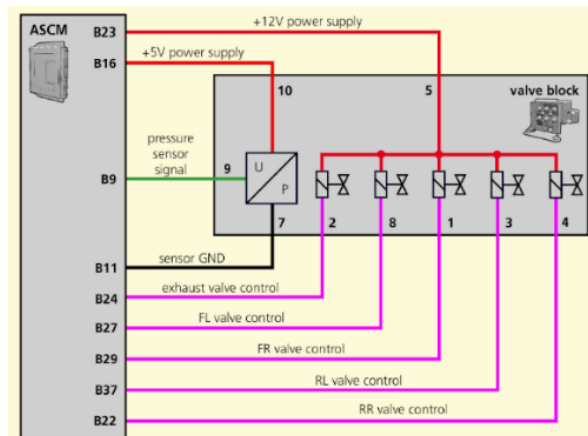 ASCM
B23
+12V power supply
B16
+5V power supply
10
5
valve block
pressure
sensor
signal
B9
9
U
P
7
2
8
1
3
4
B11
sensor GND
B24
exhaust valve control
B27
FL valve control
B29
FR valve control
B37
RL valve control
B22
RR valve control